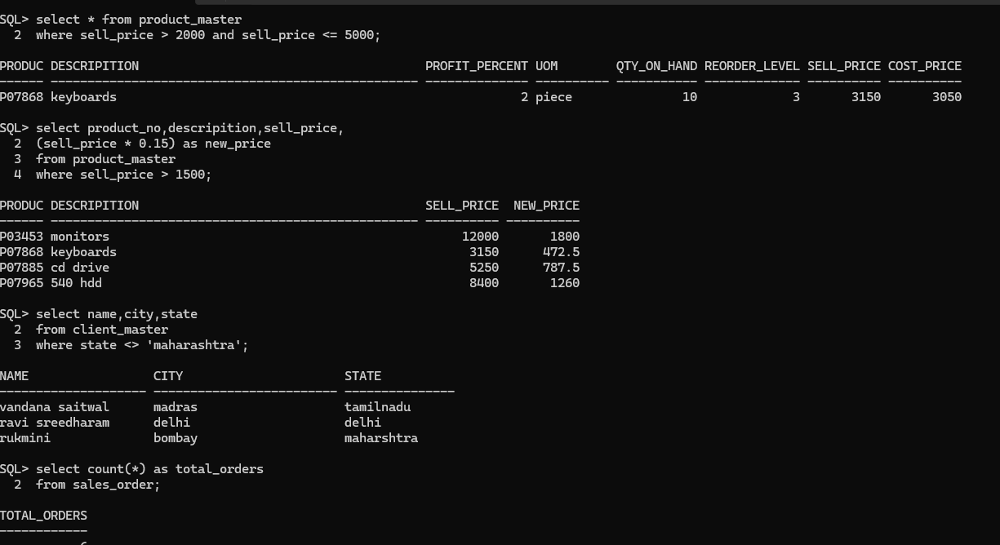 SQL> select * from product_master
  2  where sell_price > 2000 and sell_price <= 5000;
PRODUC DESCRIPITION                                       PROFIT_PERCENT UOM        QTY_ON_HAND REORDER_LEVEL SELL_PRICE COST_PRICE
------ -------------------------------------------------- -------------- ---------- ----------- ------------- ---------- ----------
P07868 keyboards                                                       2 piece               10             3       3150       3050
SQL> select product_no,descripition,sell_price,
  2  (sell_price * 0.15) as new_price
  3  from product_master
  4  where sell_price > 1500;
PRODUC DESCRIPITION                                       SELL_PRICE  NEW_PRICE
------ -------------------------------------------------- ---------- ----------
P03453 monitors                                                12000       1800
P07868 keyboards                                                3150      472.5
P07885 cd drive                                                 5250      787.5
P07965 540 hdd                                                  8400       1260
SQL> select name,city,state
  2  from client_master
  3  where state <> 'maharashtra';
NAME                 CITY                      STATE
-------------------- ------------------------- ---------------
vandana saitwal      madras                    tamilnadu
ravi sreedharam      delhi                     delhi
rukmini              bombay                    maharshtra
SQL> select count(*) as total_orders
  2  from sales_order;
TOTAL_ORDERS
------------